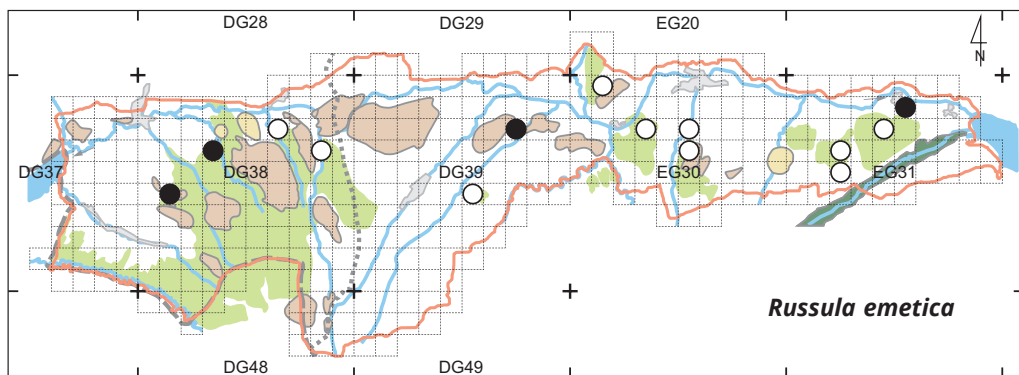 DG28 DG29 EG20
N
DG37 DG38 DG39 EG30 EG31
Russula emetica
DG48 DG49